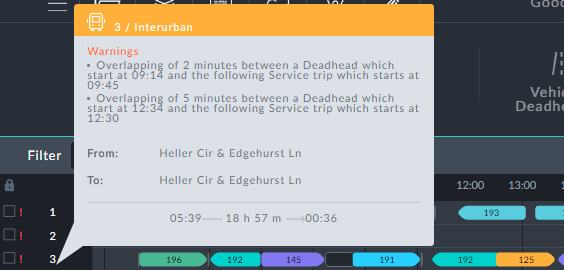 Good
3 / Interurban
Warnings
• Overlapping of 2 minutes between a Deadhead which
start at 09:14 and the following Service trip which starts at
09:45
• Overlapping of 5 minutes between a Deadhead which
start at 12:34 and the following Service trip which starts at
12:30
Vehi
Deadh
Filter
From: Heller Cir & Edgehurst Ln
To: Heller Cir & Edgehurst Ln
12:00 13:00
05:39 18 h 57 m 00:36
! 1 193
! 2
! 3 196 192 145 191 192 125